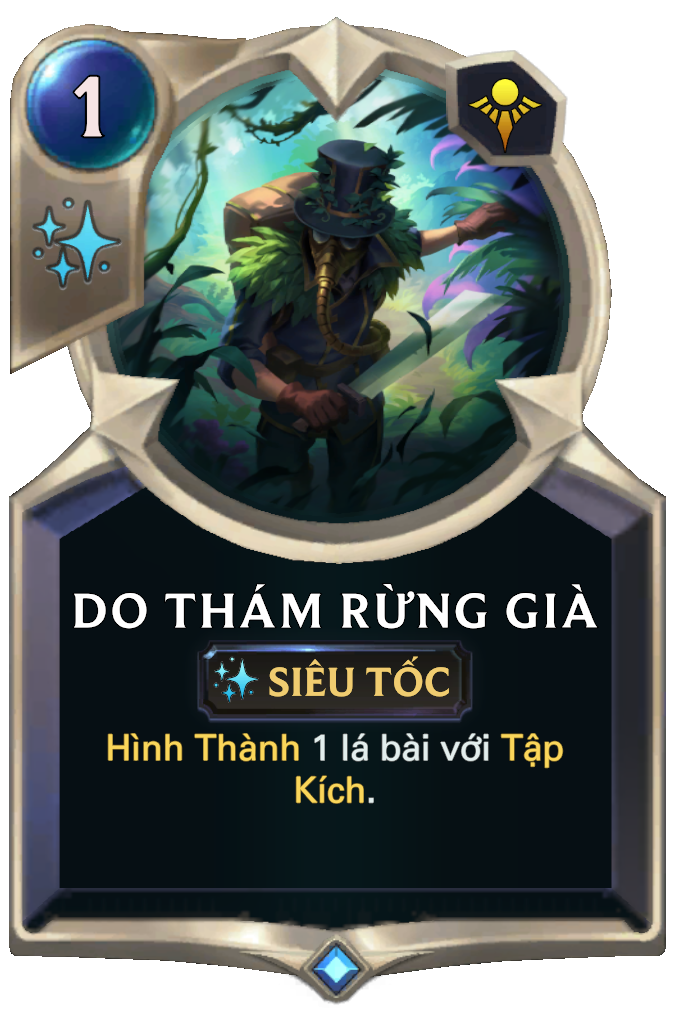 1
DO THÁM RỪNG GIÀ
SIÊU TỐC
Hình Thành 1 lá bài với Tập
Kích.